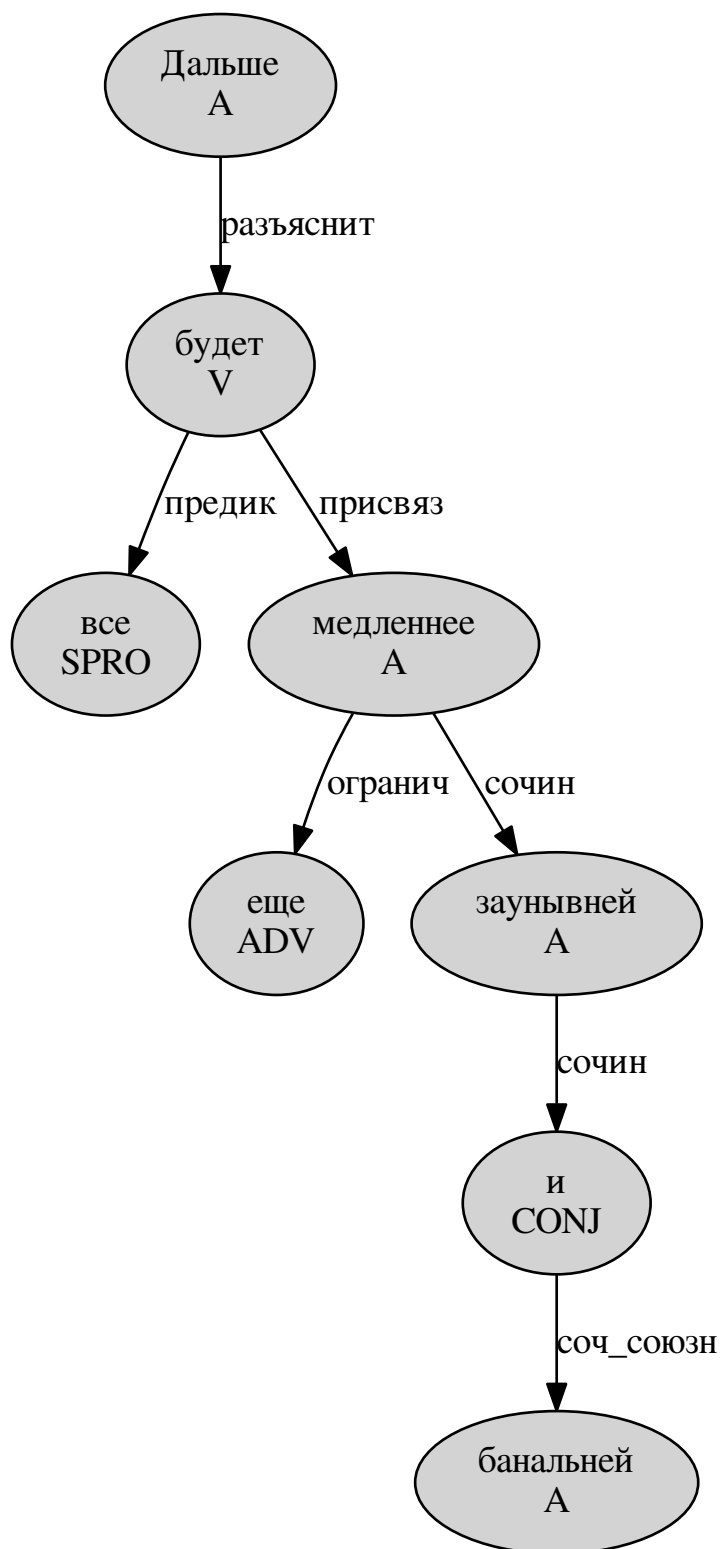 Дальше
A
разъяснит
будет
V
предик
присвяз
все
SPRO
медленнее
A
огранич
сочин
еще
ADV
заунывней
A
сочин
и
CONJ
соч_союзн
банальней
A